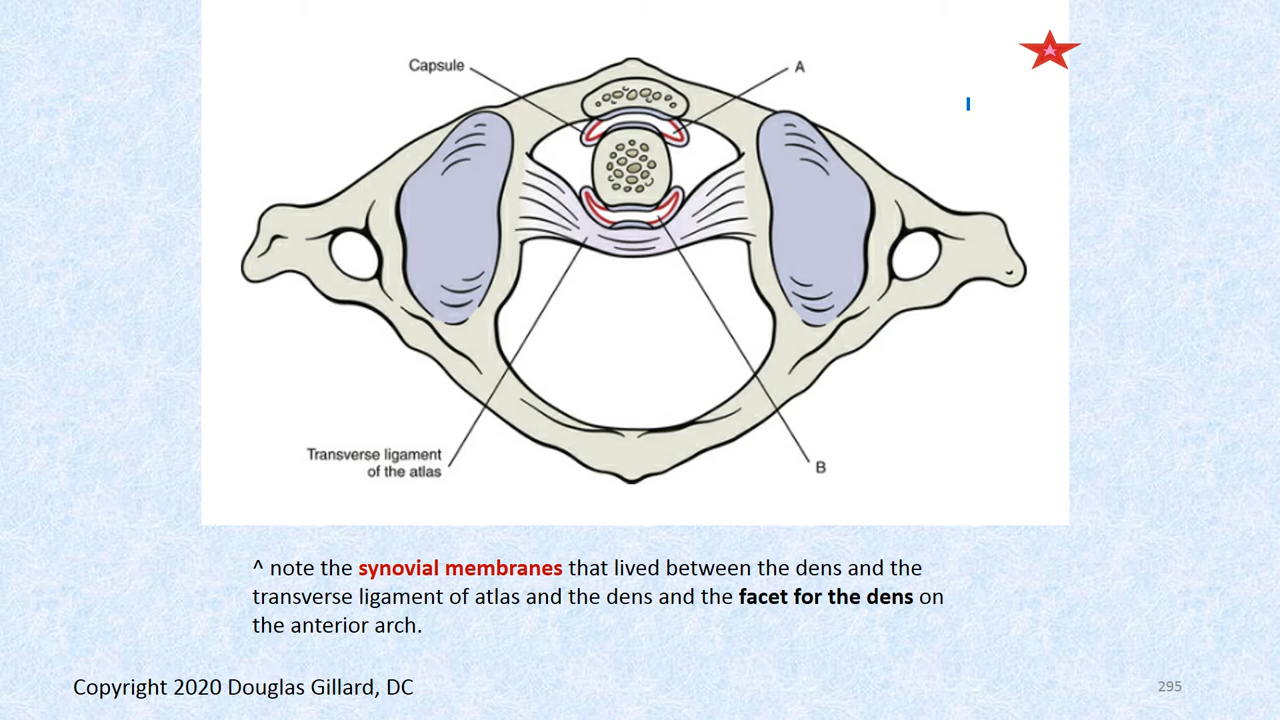 Capsule
A
Transverse ligament
of the atlas
B
^ note the synovial membranes that lived between the dens and the
transverse ligament of atlas and the dens and the facet for the dens on
the anterior arch.
Copyright 2020 Douglas Gillard, DC
295